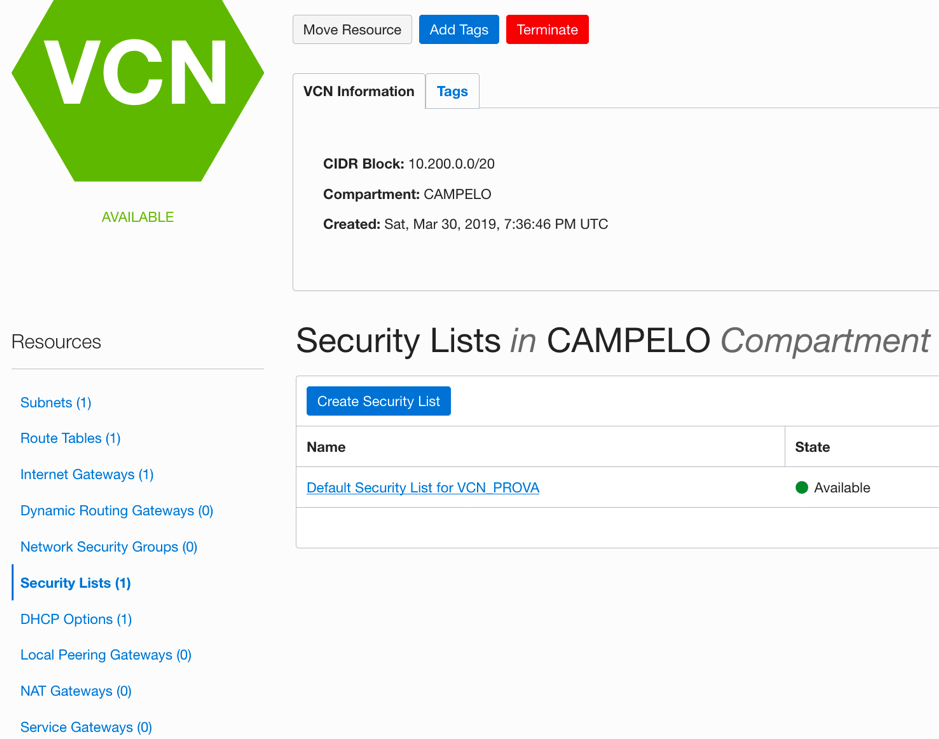 VCN
AVAILABLE
Move Resource Add Tags Terminate
VCN Information Tags
CIDR Block: 10.200.0.0/20
Compartment: CAMPELO
Created: Sat, Mar 30, 2019, 7:36:46 PM UTC
Resources
Subnets (1)
Route Tables (1)
Internet Gateways (1)
Dynamic Routing Gateways (0)
Network Security Groups (0)
Security Lists (1)
DHCP Options (1)
Local Peering Gateways (0)
NAT Gateways (0)
Service Gateways (0)
Security Lists in CAMPELO Compartment
Create Security List
Name State
Default Security List for VCN_PROVA Available